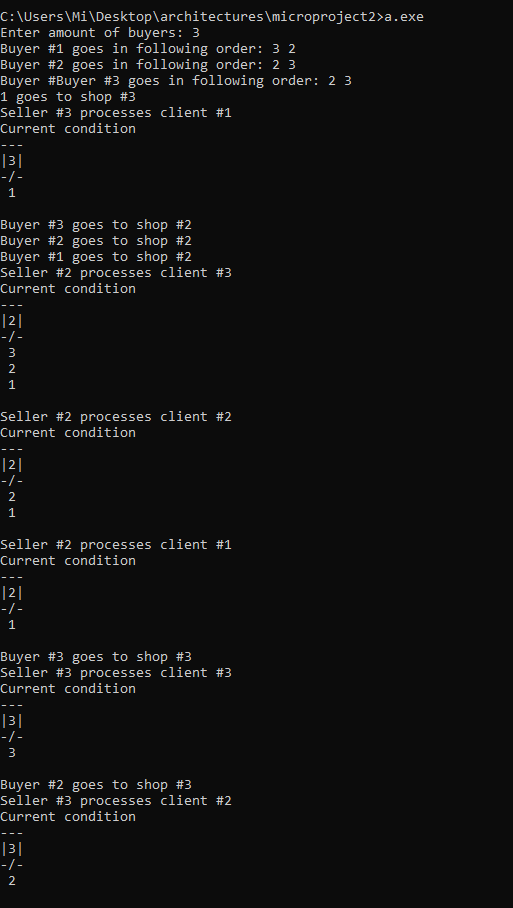 C:\Users\Mi\Desktop\architectures\microproject2>a.exe
Enter amount of buyers: 3
Buyer #1 goes in following order: 3 2
Buyer #2 goes in following order: 2 3
Buyer #Buyer #3 goes in following order: 2 3
1 goes to shop #3
Seller #3 processes client #1
Current condition
---
|3|
-/-
 1

Buyer #3 goes to shop #2
Buyer #2 goes to shop #2
Buyer #1 goes to shop #2
Seller #2 processes client #3
Current condition
---
|2|
-/-
 3
 2
 1

Seller #2 processes client #2
Current condition
---
|2|
-/-
 2
 1

Seller #2 processes client #1
Current condition
---
|2|
-/-
 1

Buyer #3 goes to shop #3
Seller #3 processes client #3
Current condition
---
|3|
-/-
 3

Buyer #2 goes to shop #3
Seller #3 processes client #2
Current condition
---
|3|
-/-
 2